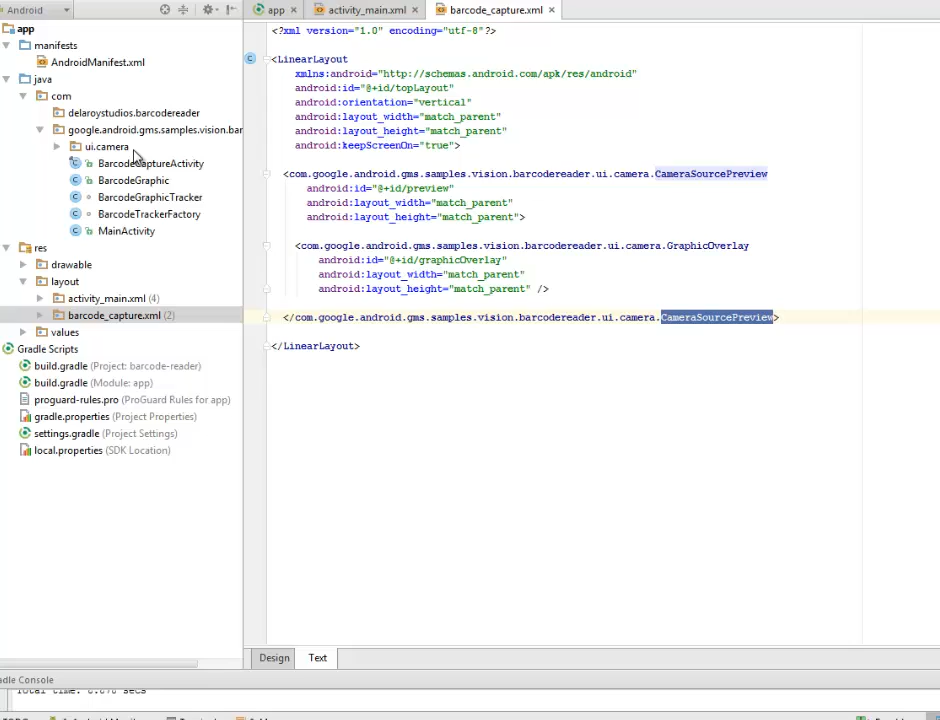 Android
app
activity_main.xml
barcode_capture.xml
app
manifests
AndroidManifest.xml
java
com
delaroystudios.barcodereader
google.android.gms.samples.vision.bar
ui.camera
BarcodeCaptureActivity
BarcodeGraphic
BarcodeGraphicTracker
BarcodeTrackerFactory
MainActivity
res
drawable
layout
activity_main.xml (4)
barcode_capture.xml (2)
values
Gradle Scripts
build.gradle (Project: barcode-reader)
build.gradle (Module: app)
proguard-rules.pro (ProGuard Rules for app)
gradle.properties (Project Properties)
settings.gradle (Project Settings)
local.properties (SDK Location)
<?xml version="1.0" encoding="utf-8"?>
<LinearLayout
xmlns:android="http://schemas.android.com/apk/res/android"
android:id="@+id/topLayout"
android:orientation="vertical"
android:layout_width="match_parent"
android:layout_height="match_parent"
android:keepScreenOn="true">
<com.google.android.gms.samples.vision.barcodereader.ui.camera.CameraSourcePreview
android:id="@+id/preview"
android:layout_width="match_parent"
android:layout_height="match_parent">
<com.google.android.gms.samples.vision.barcodereader.ui.camera.GraphicOverlay
android:id="@+id/graphicOverlay"
android:layout_width="match_parent"
android:layout_height="match_parent" />
</com.google.android.gms.samples.vision.barcodereader.ui.camera.CameraSourcePreview>
</LinearLayout>
Design
Text
adle Console